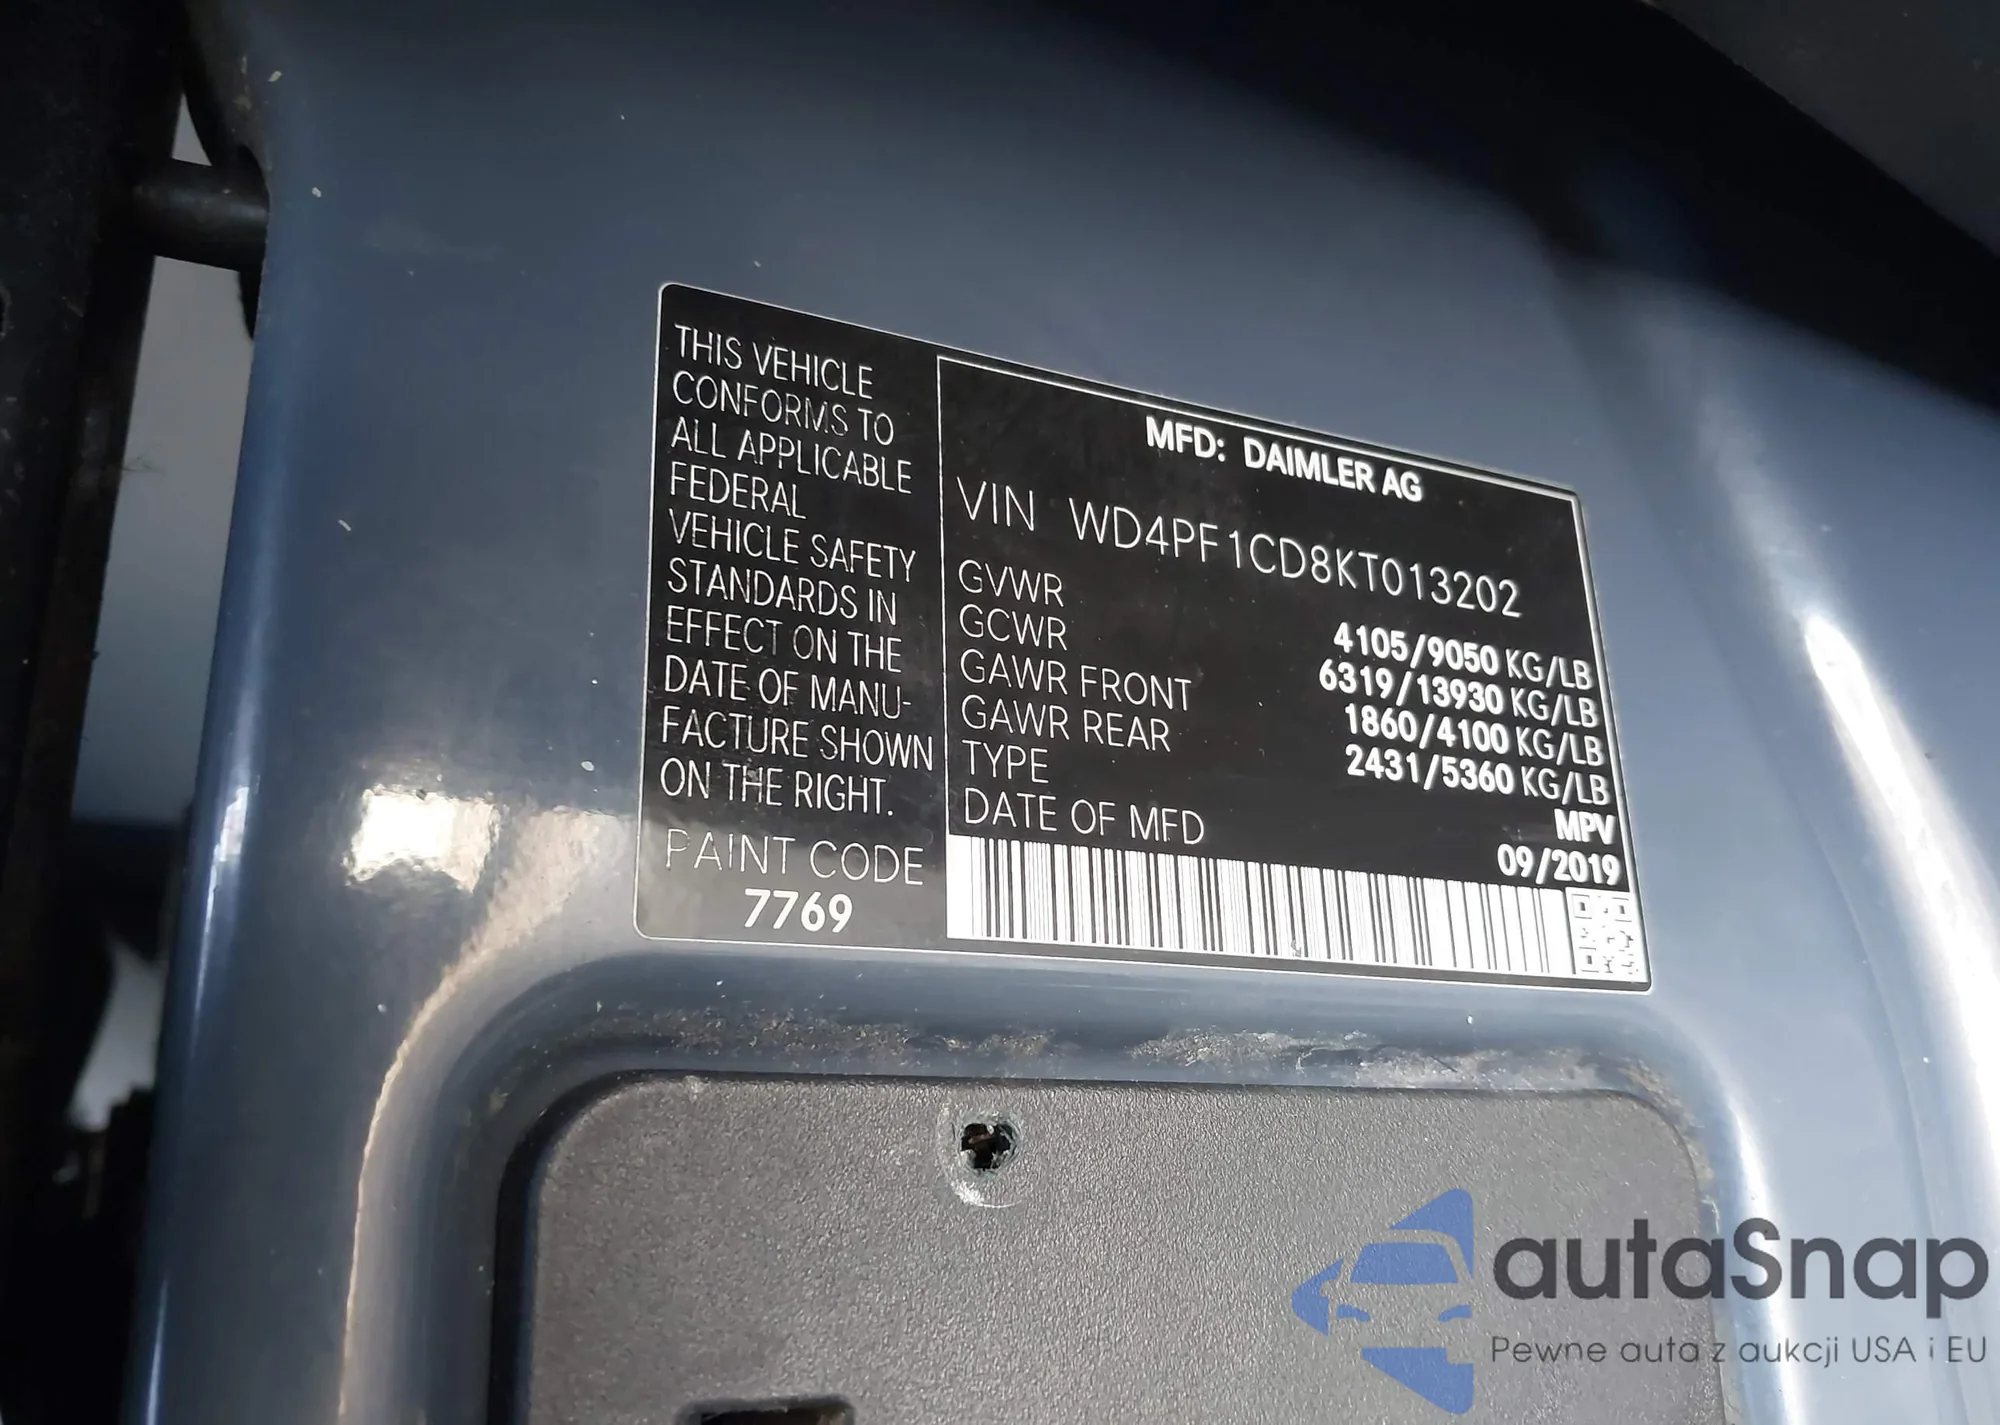 THIS VEHICLE
CONFORMS TO
ALL APPLICABLE
FEDERAL
VEHICLE SAFETY
STANDARDS IN
EFFECT ON THE
DATE OF MANU-
FACTURE SHOWN
ON THE RIGHT.
PAINT CODE
7769
MFD: DAIMLER AG
VIN WD4PF1CD8KT013202
GVWR 4105/9050 KG/LB
GCWR 6319/13930 KG/LB
GAWR FRONT 1860/4100 KG/LB
GAWR REAR 2431/5360 KG/LB
TYPE MPV
DATE OF MFD 09/2019
autaSnap
Pewne auta z aukcji USA i EU